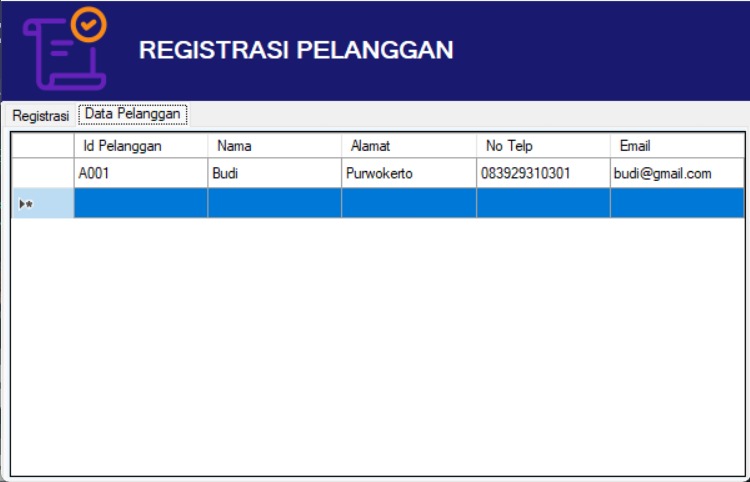 REGISTRASI PELANGGAN
Registrasi Data Pelanggan
Id Pelanggan Nama Alamat No Telp Email
A001 Budi Purwokerto 083929310301 budi@gmail.com